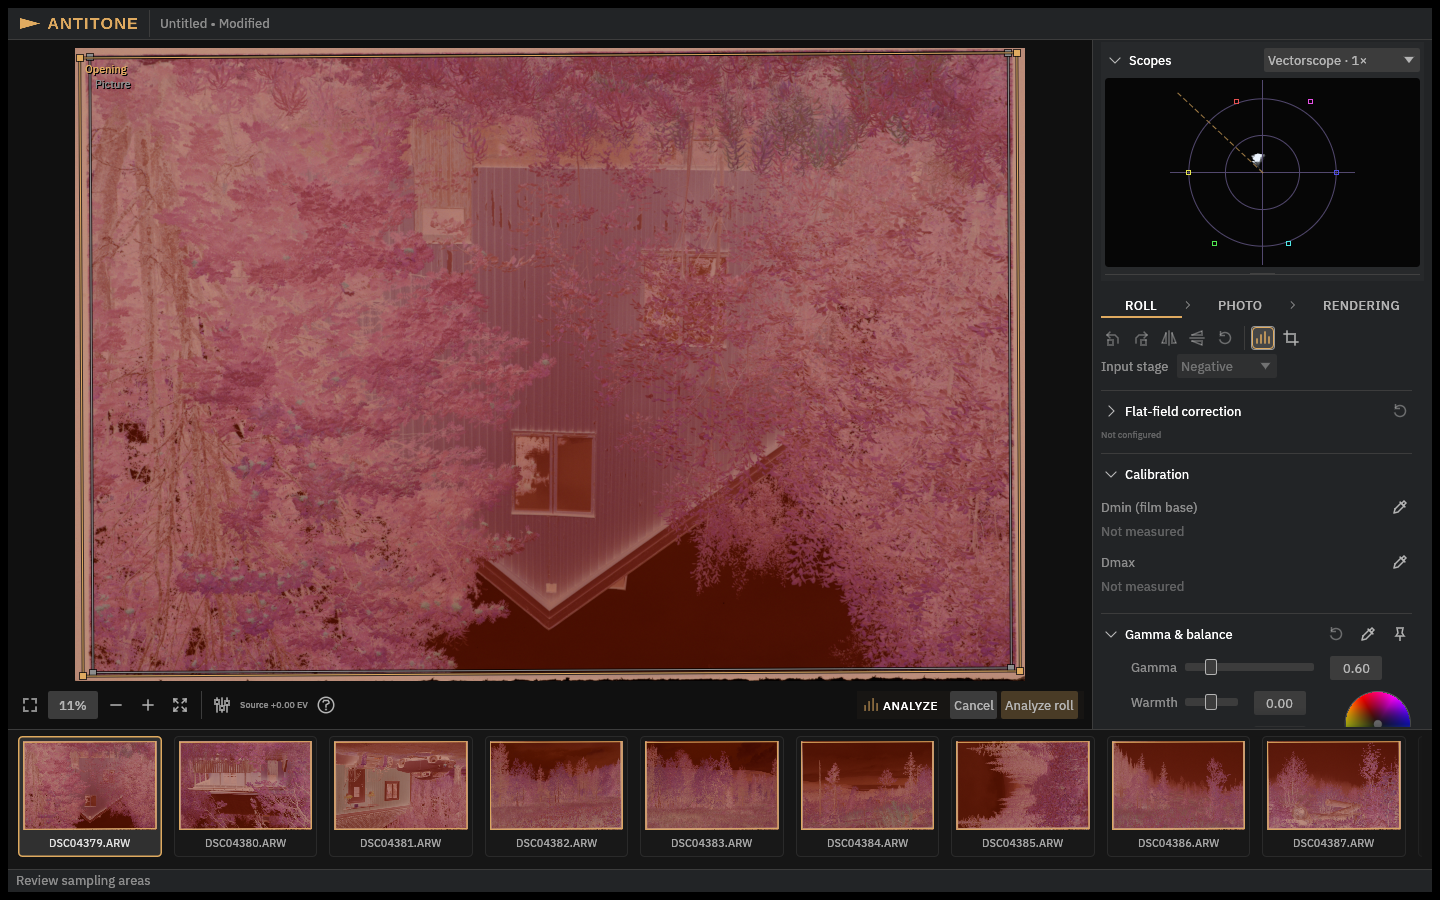 ANTITONE
Untitled • Modified
Opening
Picture
Scopes
Vectorscope · 1×
ROLL
PHOTO
RENDERING
Input stage
Negative
Flat-field correction
Not configured
Calibration
Dmin (film base)
Not measured
Dmax
Not measured
Gamma & balance
Gamma
0.60
Warmth
0.00
11%
Source +0.00 EV
ANALYZE
Cancel
Analyze roll
DSC04379.ARW
DSC04380.ARW
DSC04381.ARW
DSC04382.ARW
DSC04383.ARW
DSC04384.ARW
DSC04385.ARW
DSC04386.ARW
DSC04387.ARW
Review sampling areas